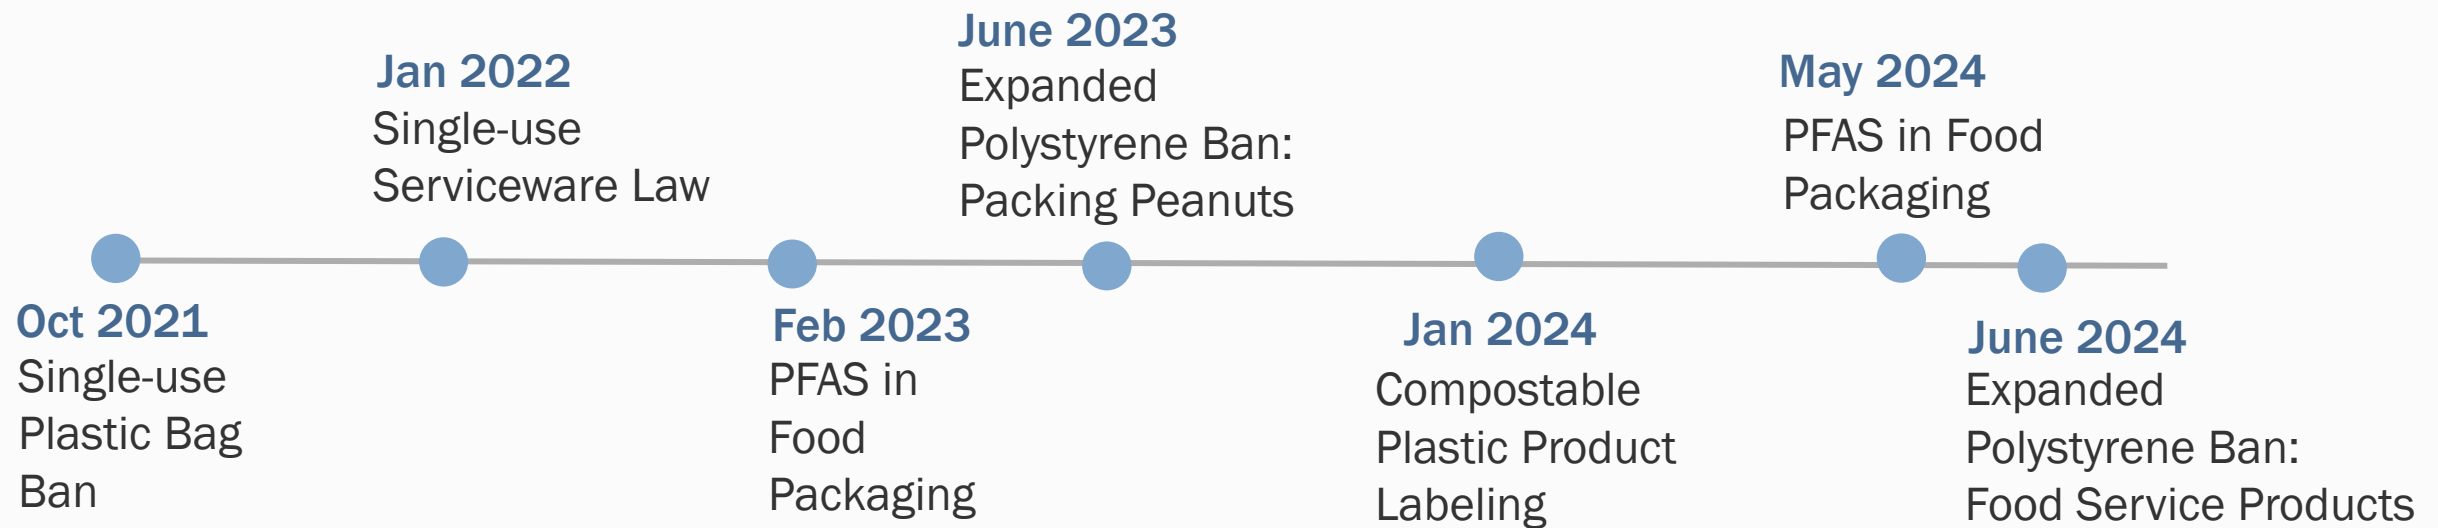 Oct 2021
Single-use
Plastic Bag
Ban
Jan 2022
Single-use
Serviceware Law
Feb 2023
PFAS in
Food
Packaging
June 2023
Expanded
Polystyrene Ban:
Packing Peanuts
Jan 2024
Compostable
Plastic Product
Labeling
May 2024
PFAS in Food
Packaging
June 2024
Expanded
Polystyrene Ban:
Food Service Products